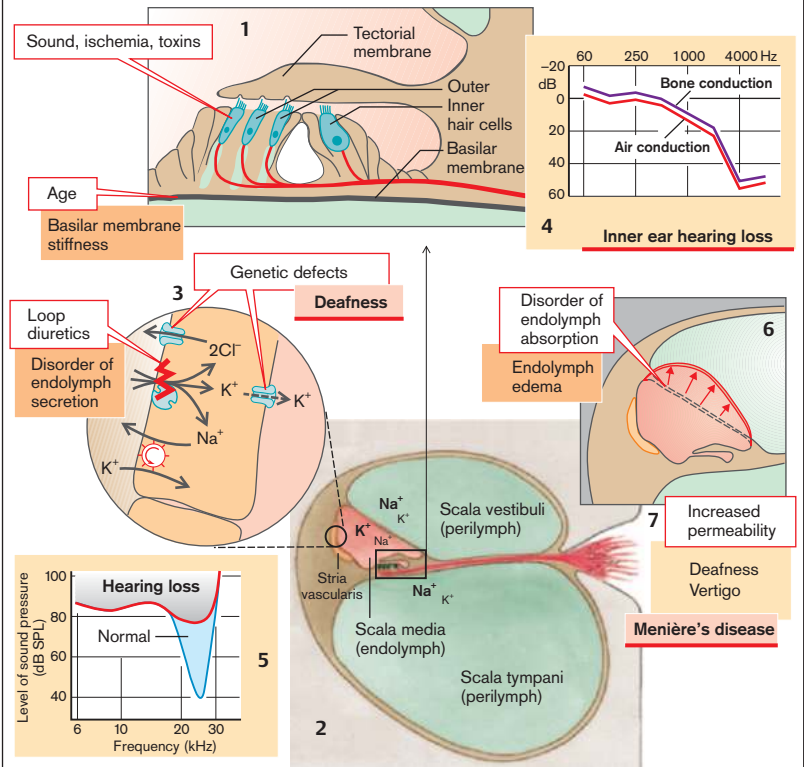 1
Sound, ischemia, toxins
Tectorial
membrane
Outer
Inner
hair cells
Basilar
membrane
Age
Basilar membrane
stiffness
60 250 1000 4000 Hz
–20
dB
0
20
40
60
Bone conduction
Air conduction
4
Inner ear hearing loss
3
Genetic defects
Deafness
Loop
diuretics
Disorder of
endolymph
secretion
2Cl⁻
K⁺
K⁺
Na⁺
K⁺
Disorder of
endolymph
absorption
6
Endolymph
edema
7
Increased
permeability
Deafness
Vertigo
Menière’s disease
Na⁺
K⁺
K⁺
Na⁺
Scala vestibuli
(perilymph)
Stria
vascularis
Na⁺
K⁺
Scala media
(endolymph)
Scala tympani
(perilymph)
2
Level of sound pressure
(dB SPL)
100
80
60
40
Hearing loss
Normal
5
6 10 20 30
Frequency (kHz)